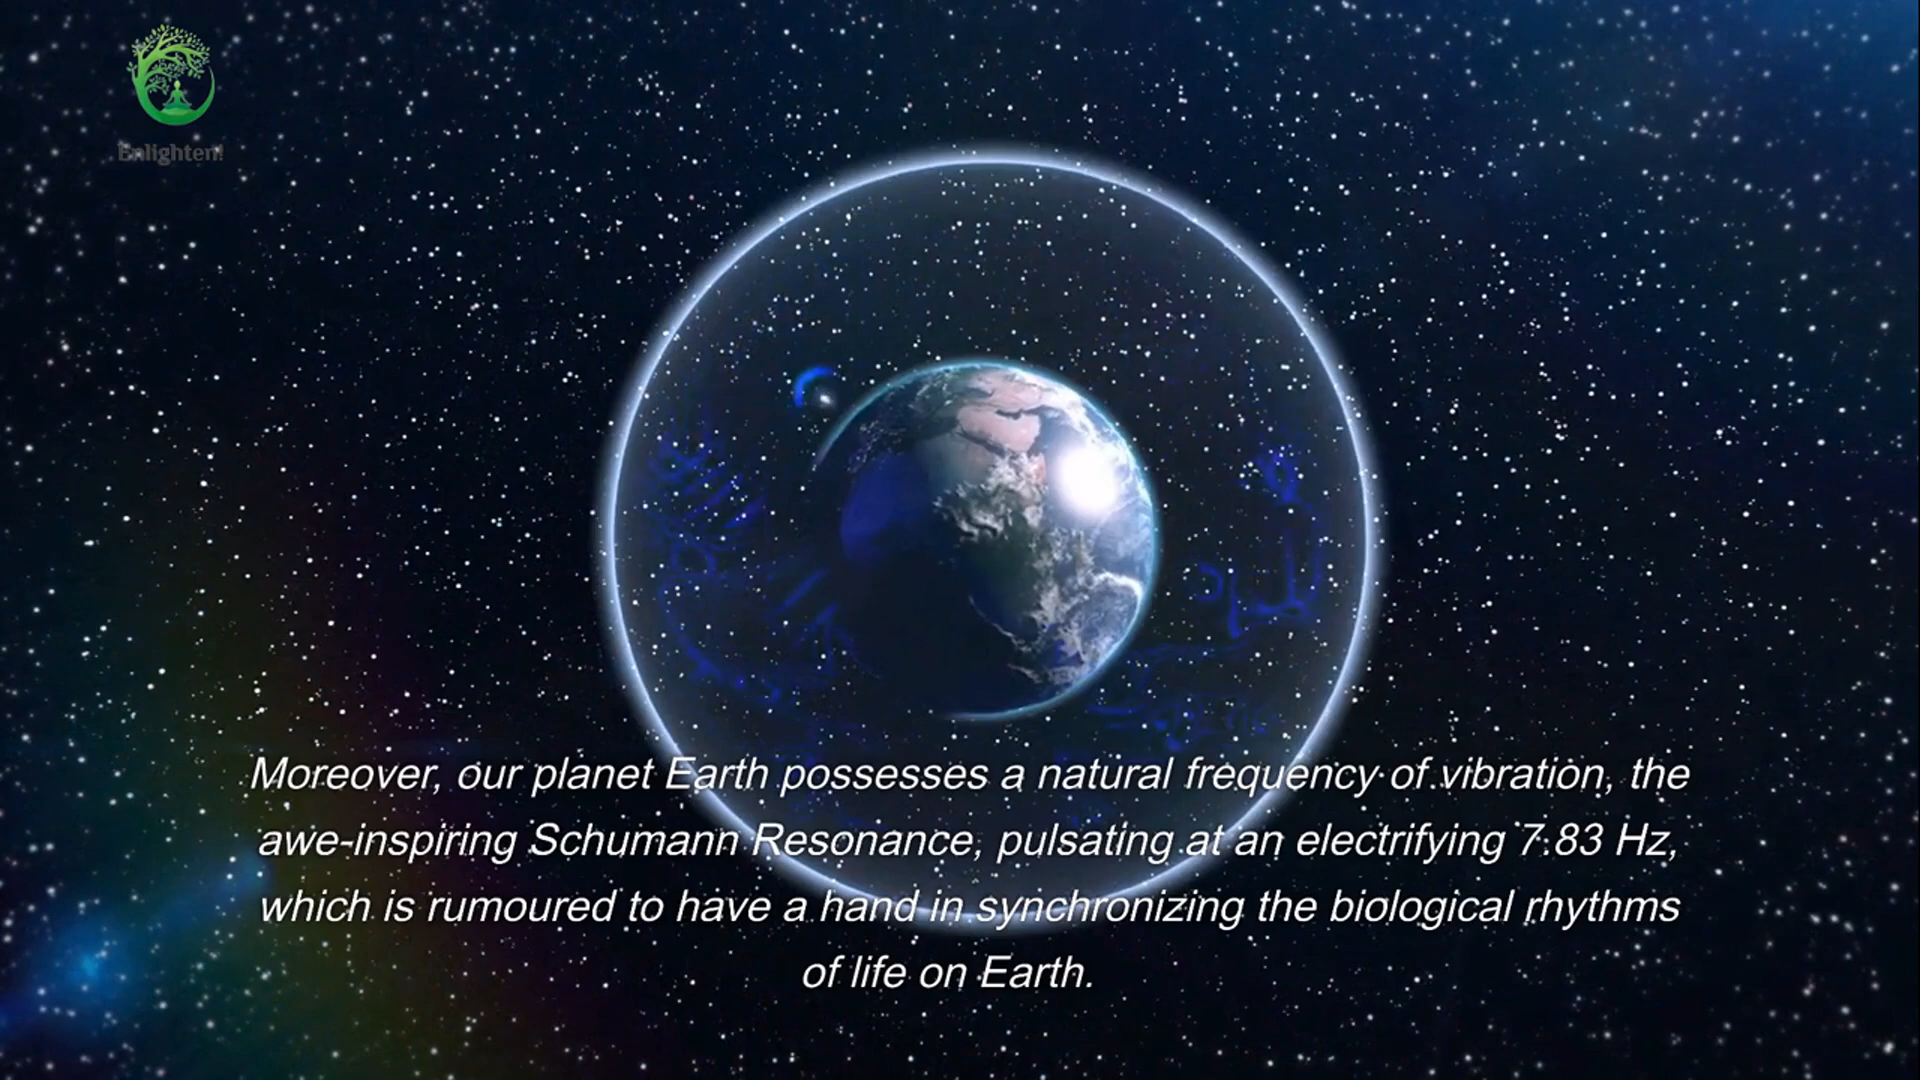 Enlighten!
Moreover, our planet Earth possesses a natural frequency of vibration, the
awe-inspiring Schumann Resonance, pulsating at an electrifying 7.83 Hz,
which is rumoured to have a hand in synchronizing the biological rhythms
of life on Earth.